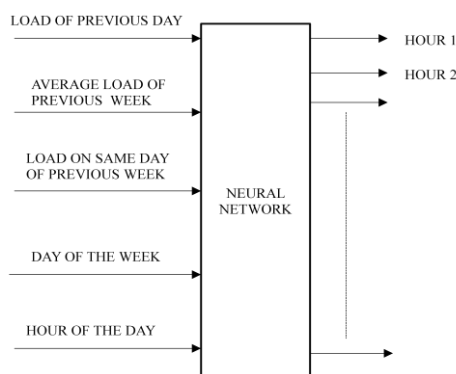 LOAD OF PREVIOUS DAY
AVERAGE LOAD OF
PREVIOUS WEEK
LOAD ON SAME DAY
OF PREVIOUS WEEK
DAY OF THE WEEK
HOUR OF THE DAY
NEURAL
NETWORK
HOUR 1
HOUR 2